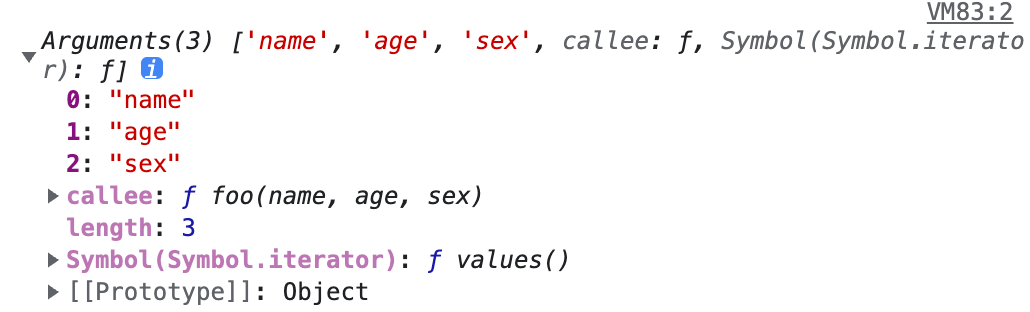 VM83:2
Arguments(3) ['name', 'age', 'sex', callee: ƒ, Symbol(Symbol.iterato
r): ƒ] i
0: "name"
1: "age"
2: "sex"
callee: ƒ foo(name, age, sex)
length: 3
Symbol(Symbol.iterator): ƒ values()
[[Prototype]]: Object